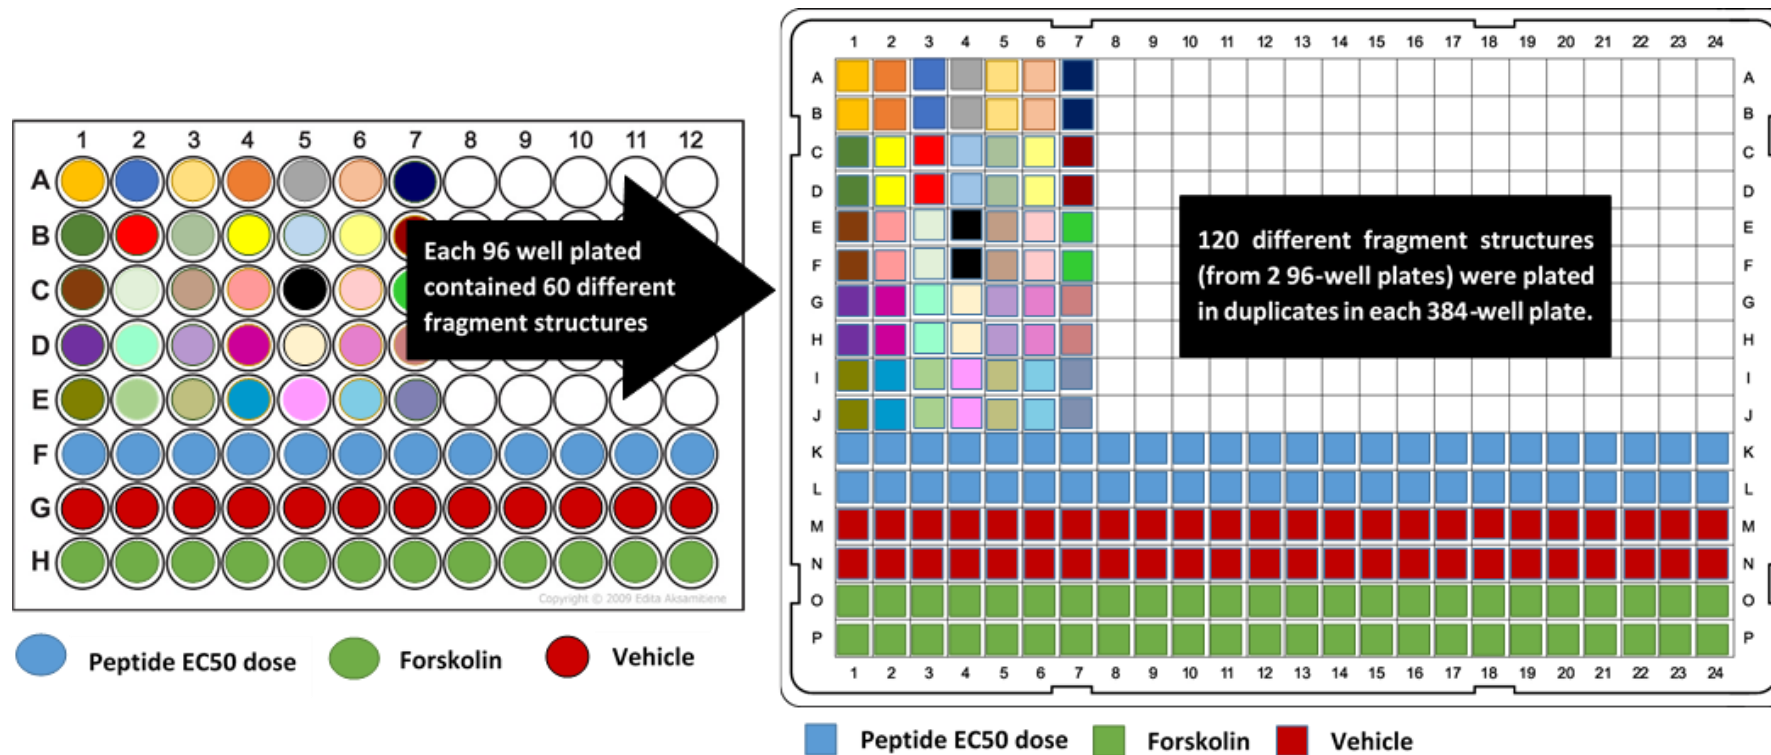 1 2 3 4 5 6 7 8 9 10 11 12
A
B
C
D
E
F
G
H
Each 96 well plated
contained 60 different
fragment structures
Copyright © 2009 Edita Aksamitiene
Peptide EC50 dose
Forskolin
Vehicle
1 2 3 4 5 6 7 8 9 10 11 12 13 14 15 16 17 18 19 20 21 22 23 24
A A
B B
C C
D D
E E
F F
G G
H H
I I
J J
K K
L L
M M
N N
O O
P P
120 different fragment structures
(from 2 96-well plates) were plated
in duplicates in each 384-well plate.
1 2 3 4 5 6 7 8 9 10 11 12 13 14 15 16 17 18 19 20 21 22 23 24
Peptide EC50 dose
Forskolin
Vehicle